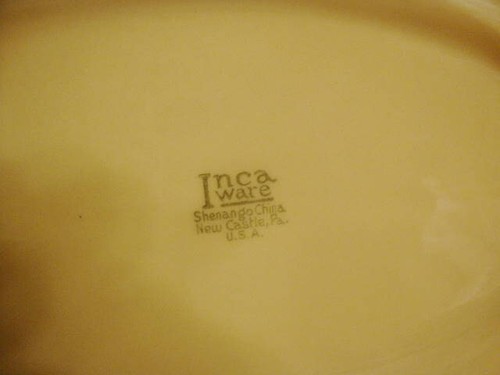 Inca
ware
Shenango China
New Castle, Pa.
U.S.A.